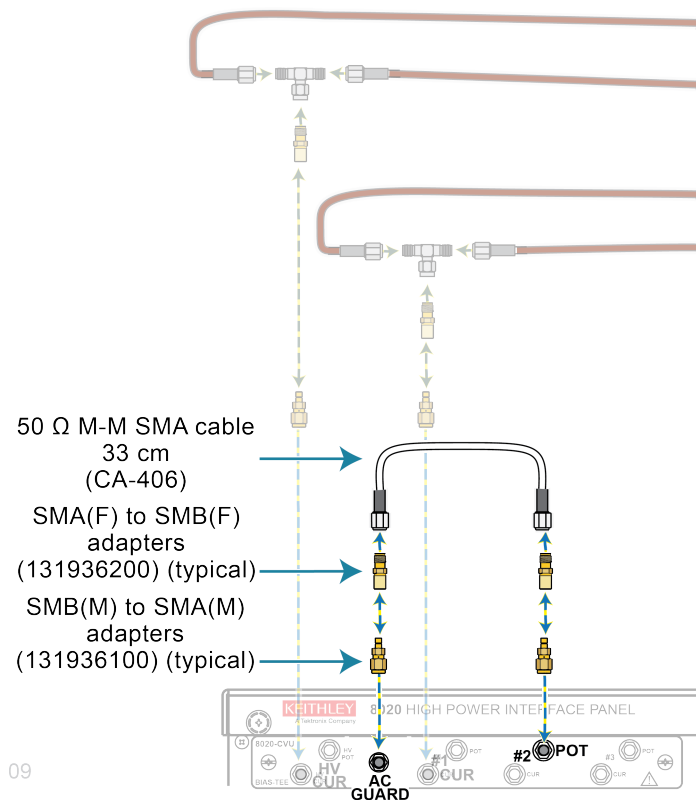 50 Ω M-M SMA cable
33 cm
(CA-406)
SMA(F) to SMB(F)
adapters
(131936200) (typical)
SMB(M) to SMA(M)
adapters
(131936100) (typical)
KEITHLEY
A Tektronix Company
8020 HIGH POWER INTERFACE PANEL
8020-CVU
HV
POT
POT
#2 POT
#3
POT
BIAS-TEE
HV
CUR
AC
GUARD
#1
CUR
CUR
CUR
09